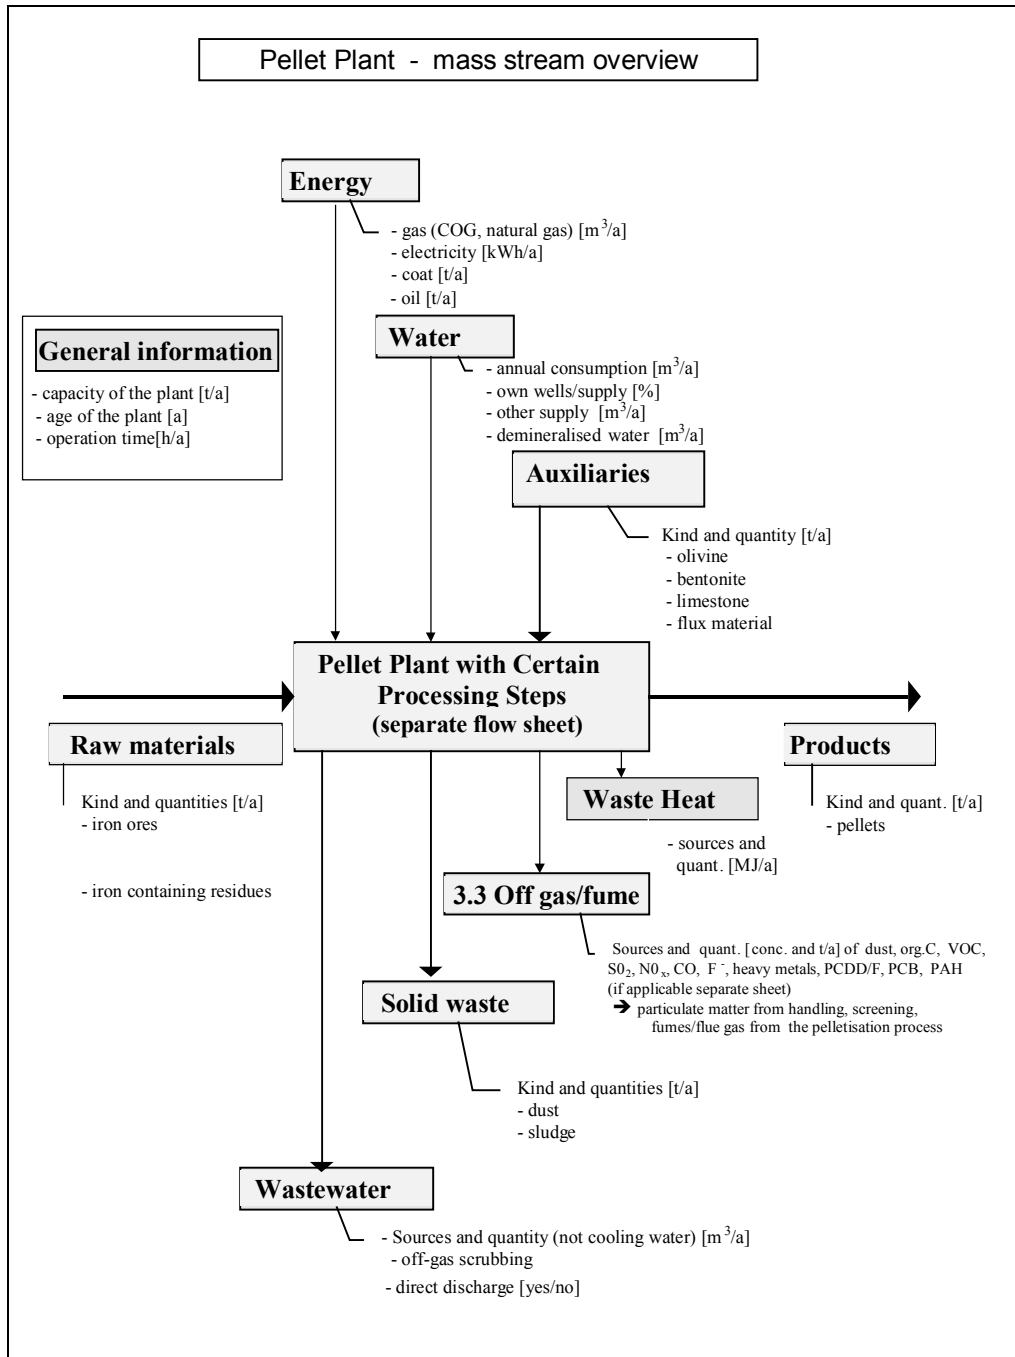 Pellet Plant - mass stream overview
Energy
- gas (COG, natural gas) [m³/a]
- electricity [kWh/a]
- coat [t/a]
- oil [t/a]
General information
- capacity of the plant [t/a]
- age of the plant [a]
- operation time[h/a]
Water
- annual consumption [m³/a]
- own wells/supply [%]
- other supply [m³/a]
- demineralised water [m³/a]
Auxiliaries
Kind and quantity [t/a]
- olivine
- bentonite
- limestone
- flux material
Pellet Plant with Certain
Processing Steps
(separate flow sheet)
Raw materials
Kind and quantities [t/a]
- iron ores
- iron containing residues
Products
Kind and quant. [t/a]
- pellets
Waste Heat
- sources and
quant. [MJ/a]
3.3 Off gas/fume
Sources and quant. [conc. and t/a] of dust, org.C, VOC,
S0₂, N0ₓ, CO, F⁻, heavy metals, PCDD/F, PCB, PAH
(if applicable separate sheet)
➔ particulate matter from handling, screening,
fumes/flue gas from the pelletisation process
Solid waste
Kind and quantities [t/a]
- dust
- sludge
Wastewater
- Sources and quantity (not cooling water) [m³/a]
- off-gas scrubbing
- direct discharge [yes/no]